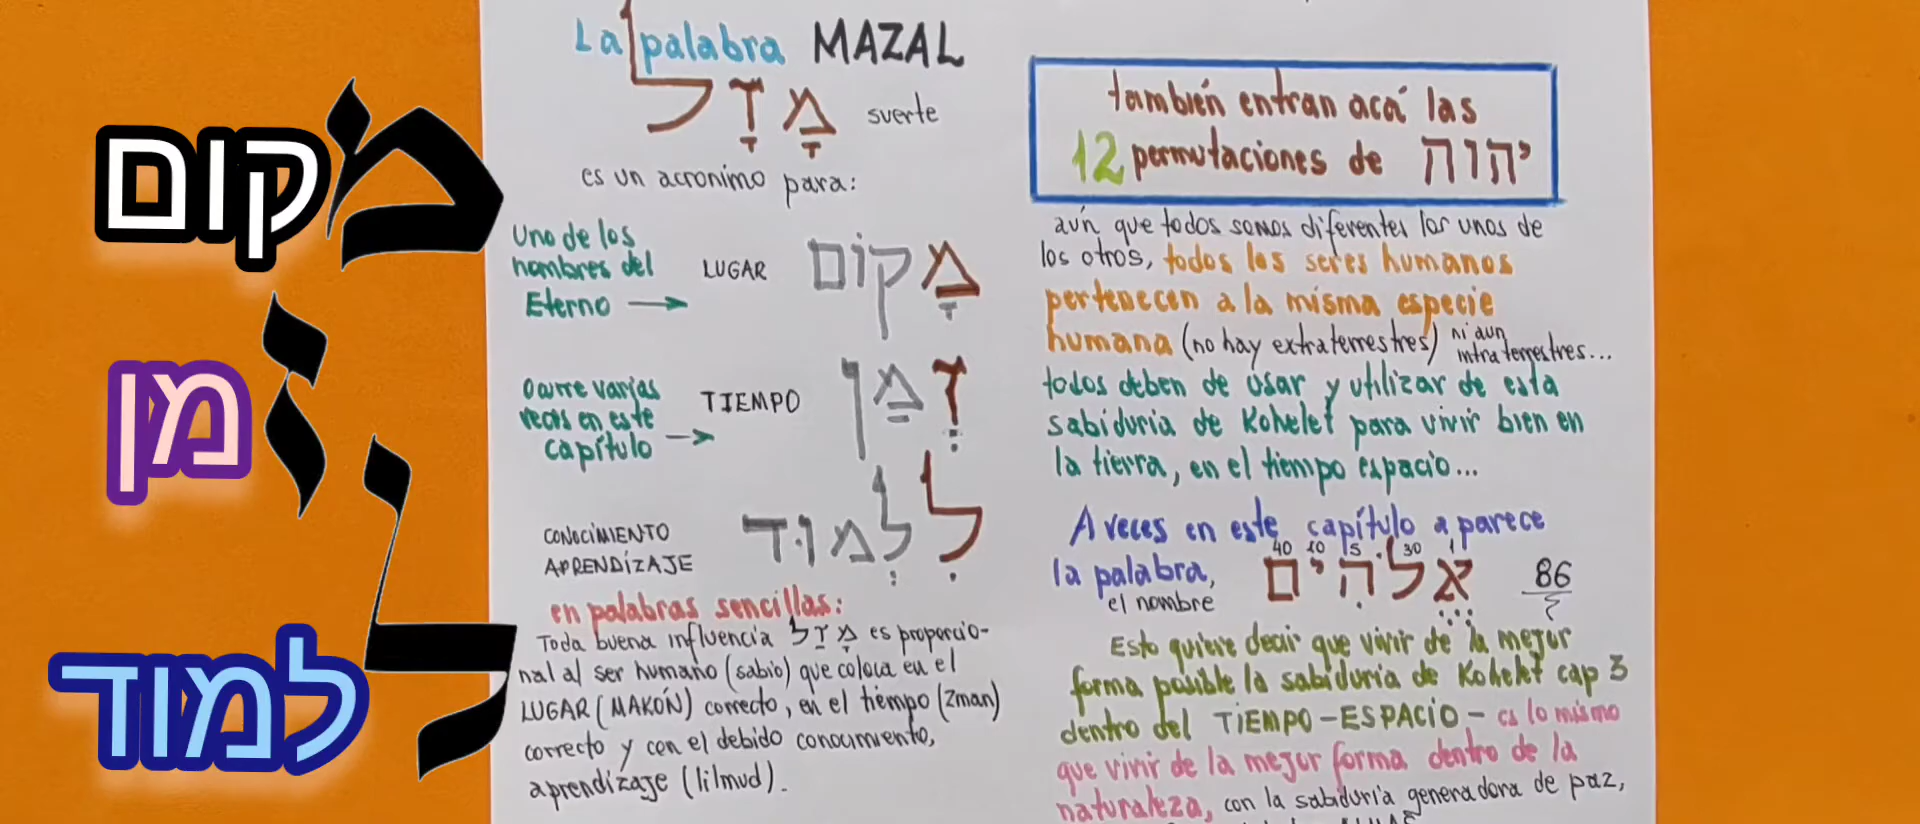 מקום
זמן
למוד
La palabra MAZAL
מָזָל suerte
es un acronimo para:
Uno de los
nombres del
Eterno →
LUGAR
מָקוֹם
ocurre varias
veces en este
capítulo →
TIEMPO
זְמַן
CONOCIMIENTO
APRENDIZAJE
לִלְמוּד
en palabras sencillas:
Toda buena influencia מָזָל es proporcio-
nal al ser humano (sabio) que coloca en el
LUGAR (MAKÓN) correcto, en el tiempo (zman)
correcto y con el debido conocimiento,
aprendizaje (lilmud).
también entran acá las
12 permutaciones de יהוה
aún que todos somos diferentes los unos de
los otros, todos los seres humanos
pertenecen a la misma especie
humana (no hay extraterrestres) ni aun
intraterrestres...
todos deben de usar y utilizar de esta
sabiduria de Kohelet para vivir bien en
la tierra, en el tiempo espacio...
A veces en este capítulo aparece
la palabra,
el nombre
40 10 5 30 1
אֱלֹהִים 86
Esto quiere decir que vivir de la mejor
forma posible la sabiduria de Kohelet cap 3
dentro del TIEMPO-ESPACIO- es lo mismo
que vivir de la mejor forma dentro de la
naturaleza, con la sabiduría generadora de paz,